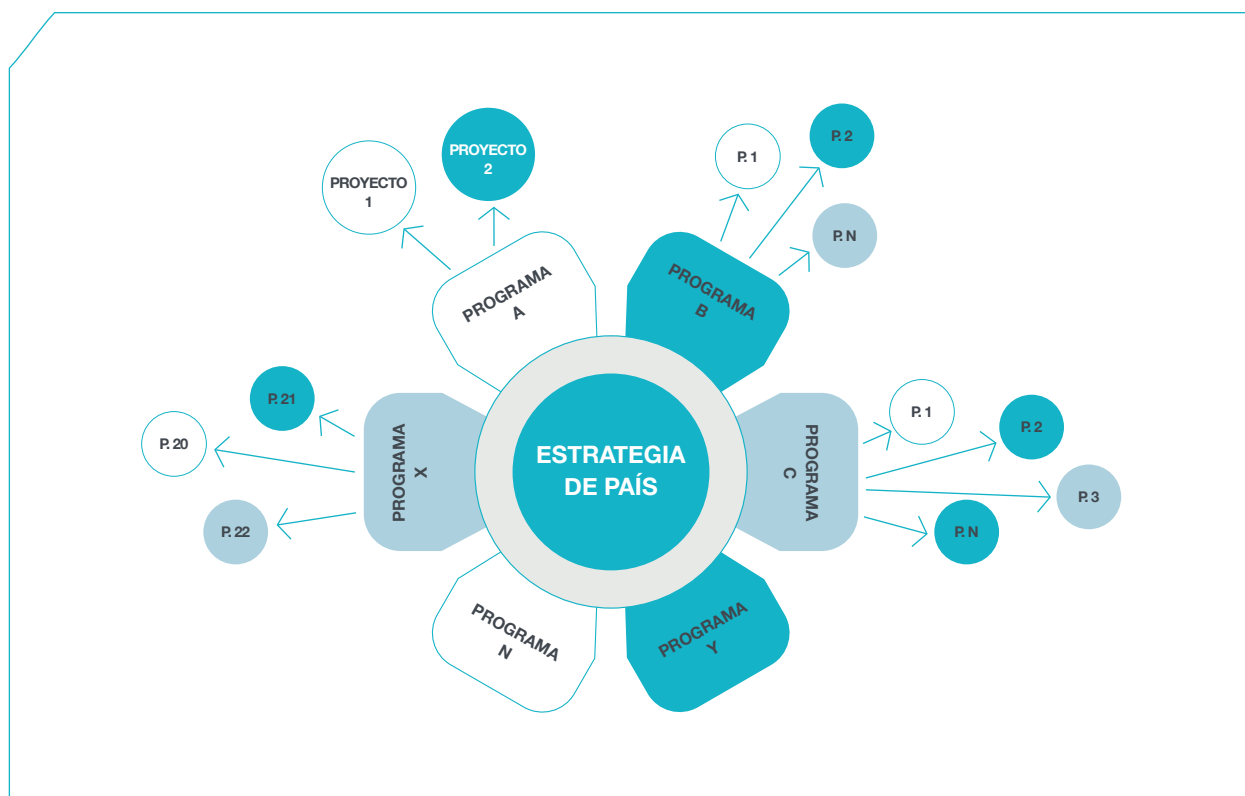 PROYECTO
1
PROYECTO
2
P. 1
P. 2
P. N
PROGRAMA
A
PROGRAMA
B
P. 21
P. 20
P. 22
PROGRAMA
X
ESTRATEGIA
DE PAÍS
PROGRAMA
C
P. 1
P. 2
P. 3
P. N
PROGRAMA
N
PROGRAMA
Y